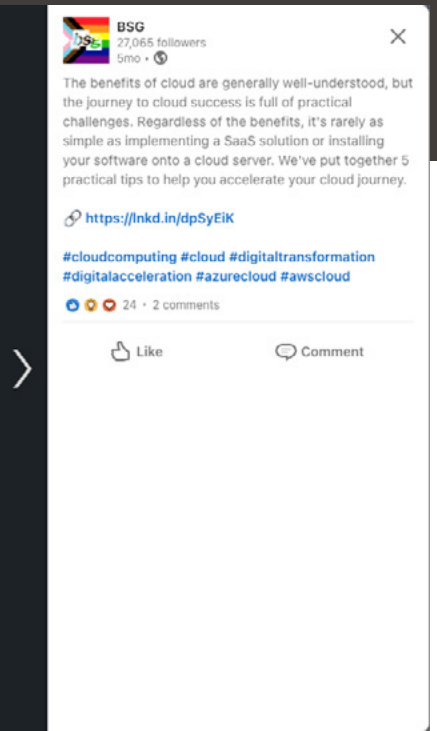 bsg
BSG
27,065 followers
5mo •
The benefits of cloud are generally well-understood, but
the journey to cloud success is full of practical
challenges. Regardless of the benefits, it's rarely as
simple as implementing a SaaS solution or installing
your software onto a cloud server. We've put together 5
practical tips to help you accelerate your cloud journey.
https://lnkd.in/dpSyEiK
#cloudcomputing #cloud #digitaltransformation
#digitalacceleration #azurecloud #awscloud
24 • 2 comments
Like Comment